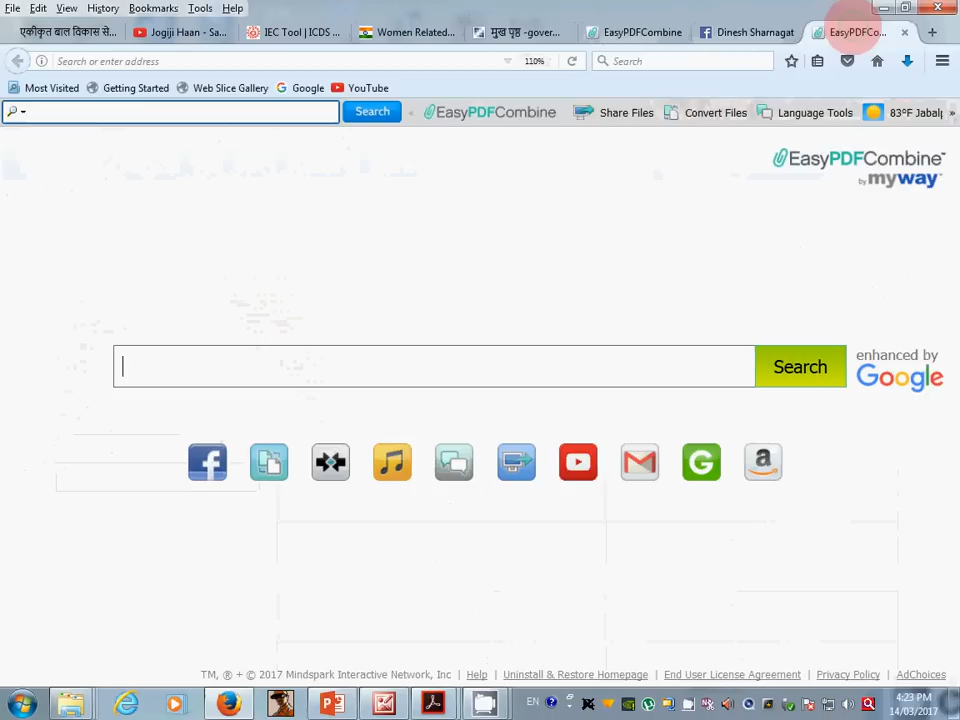 File Edit View History Bookmarks Tools Help
एकीकृत बाल विकास से... Jogiji Haan - Sa... IEC Tool | ICDS ... Women Related... मुख पृष्ठ -gover... EasyPDFCombine Dinesh Sharnagat EasyPDFCo...
Search or enter address 110% Search
Most Visited Getting Started Web Slice Gallery Google YouTube
Search EasyPDFCombine Share Files Convert Files Language Tools 83°F Jabalp
EasyPDFCombine™
by myway™
Search
enhanced by
Google
TM, ® + © 2017 Mindspark Interactive Network, Inc. | Help | Uninstall & Restore Homepage | End User License Agreement | Privacy Policy | AdChoices
EN
4:23 PM
14/03/2017